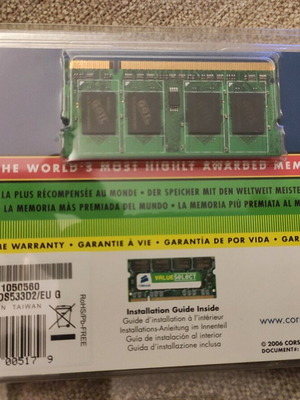 THE WORLD'S MOST HIGHLY AWARDED MEM
LA PLUS RÉCOMPENSÉE AU MONDE • DER SPEICHER MIT DEN WELTWEIT MEISTE
LA MEMORIA MÁS PREMIADA DEL MUNDO • LA MEMORIA PIÙ PREMIATA AL M
E WARRANTY • GARANTIE À VIE • GARANTÍA DE POR VIDA •
1050560
DS533D2/EU G
IN TAIWAN
RoHS/Pb-FREE
VALUESELECT
Installation Guide Inside
Guide d'installation à l'intérieur
Installations-Anleitung im Innenteil
Guía de instalación al interior
Guida d'installazione inclusa
www.cors
© 2006 CORS
DOCUMENT
00517 9